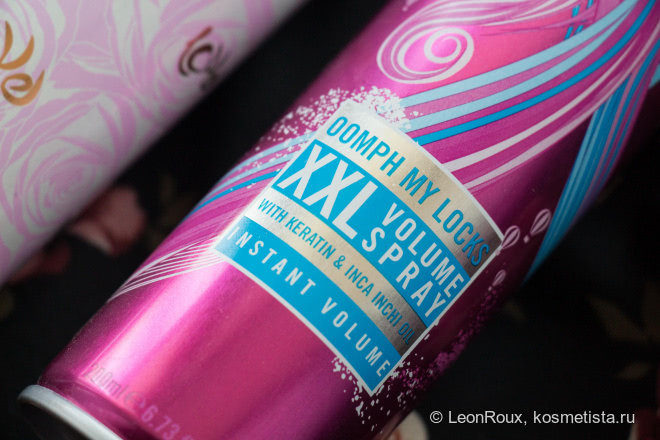 OOMPH MY LOCKS
XXL
VOLUME
SPRAY
WITH KERATIN & INCA INCHI OIL
INSTANT VOLUME
© LeonRoux, kosmetista.ru